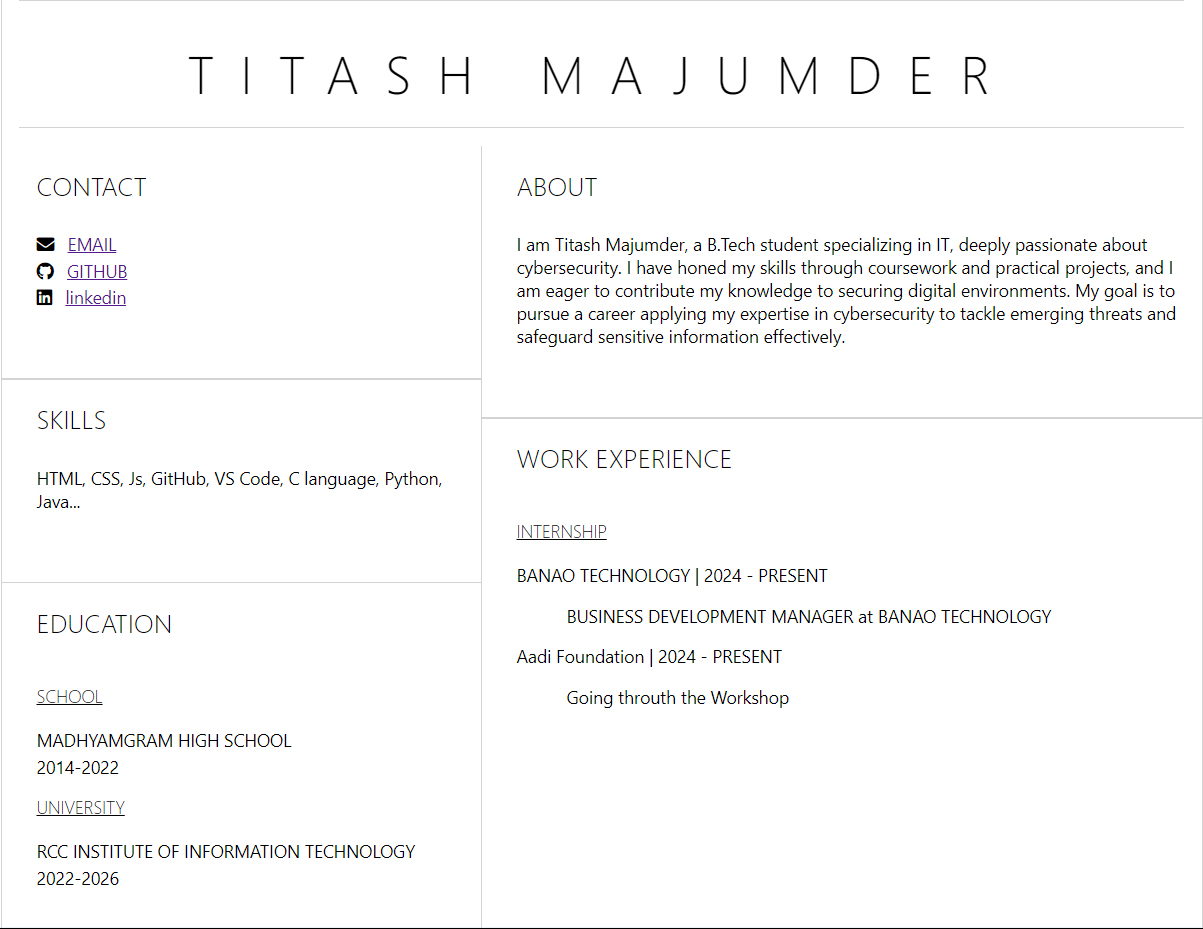 TITASH MAJUMDER
CONTACT
EMAIL
GITHUB
linkedin
SKILLS
HTML, CSS, Js, GitHub, VS Code, C language, Python,
Java...
EDUCATION
SCHOOL
MADHYAMGRAM HIGH SCHOOL
2014-2022
UNIVERSITY
RCC INSTITUTE OF INFORMATION TECHNOLOGY
2022-2026
ABOUT
I am Titash Majumder, a B.Tech student specializing in IT, deeply passionate about
cybersecurity. I have honed my skills through coursework and practical projects, and I
am eager to contribute my knowledge to securing digital environments. My goal is to
pursue a career applying my expertise in cybersecurity to tackle emerging threats and
safeguard sensitive information effectively.
WORK EXPERIENCE
INTERNSHIP
BANAO TECHNOLOGY | 2024 - PRESENT
BUSINESS DEVELOPMENT MANAGER at BANAO TECHNOLOGY
Aadi Foundation | 2024 - PRESENT
Going throuth the Workshop